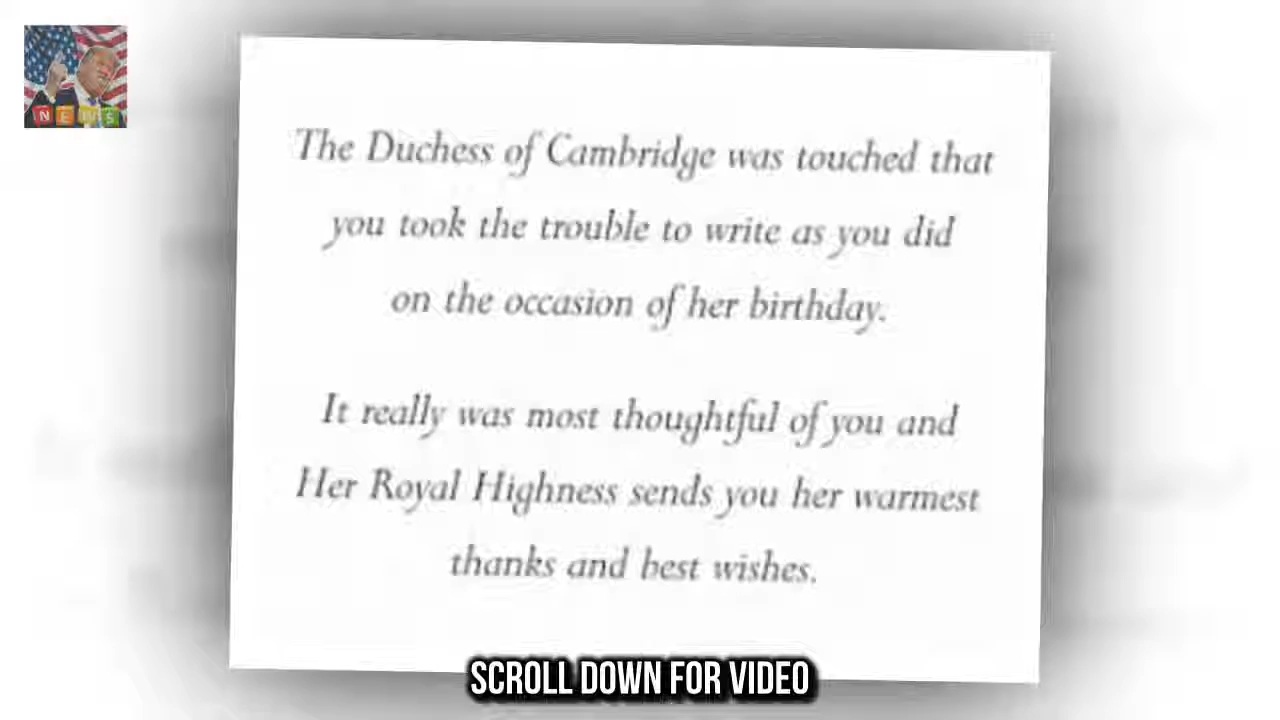 NEWS
The Duchess of Cambridge was touched that
you took the trouble to write as you did
on the occasion of her birthday.
It really was most thoughtful of you and
Her Royal Highness sends you her warmest
thanks and best wishes.
SCROLL DOWN FOR VIDEO